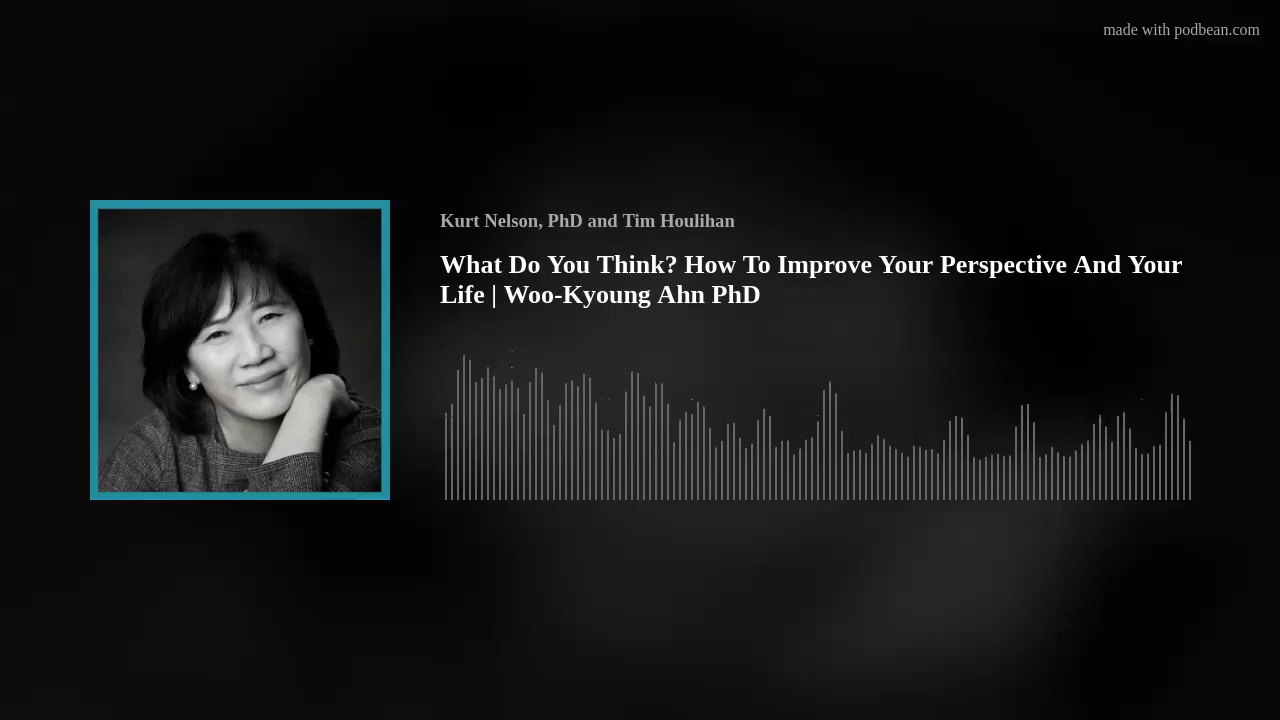 made with podbean.com
Kurt Nelson, PhD and Tim Houlihan
What Do You Think? How To Improve Your Perspective And Your
Life | Woo-Kyoung Ahn PhD